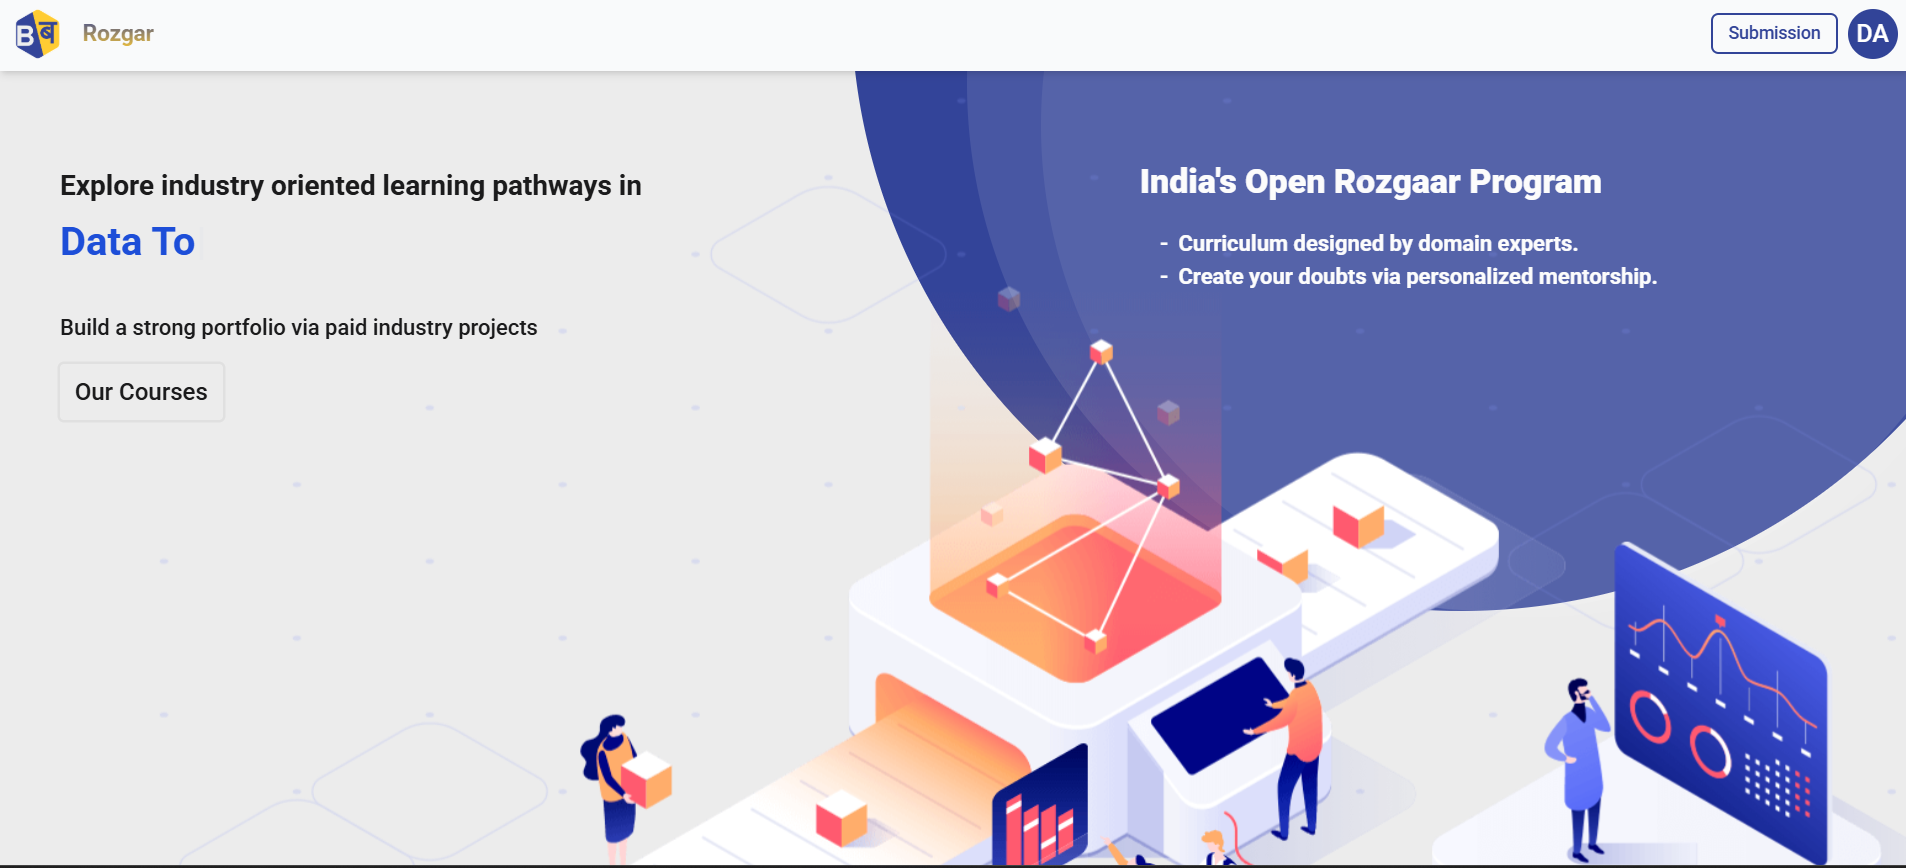 Bब
Rozgar
Submission
DA
Explore industry oriented learning pathways in
Data To
Build a strong portfolio via paid industry projects
Our Courses
India's Open Rozgaar Program
- Curriculum designed by domain experts.
- Create your doubts via personalized mentorship.